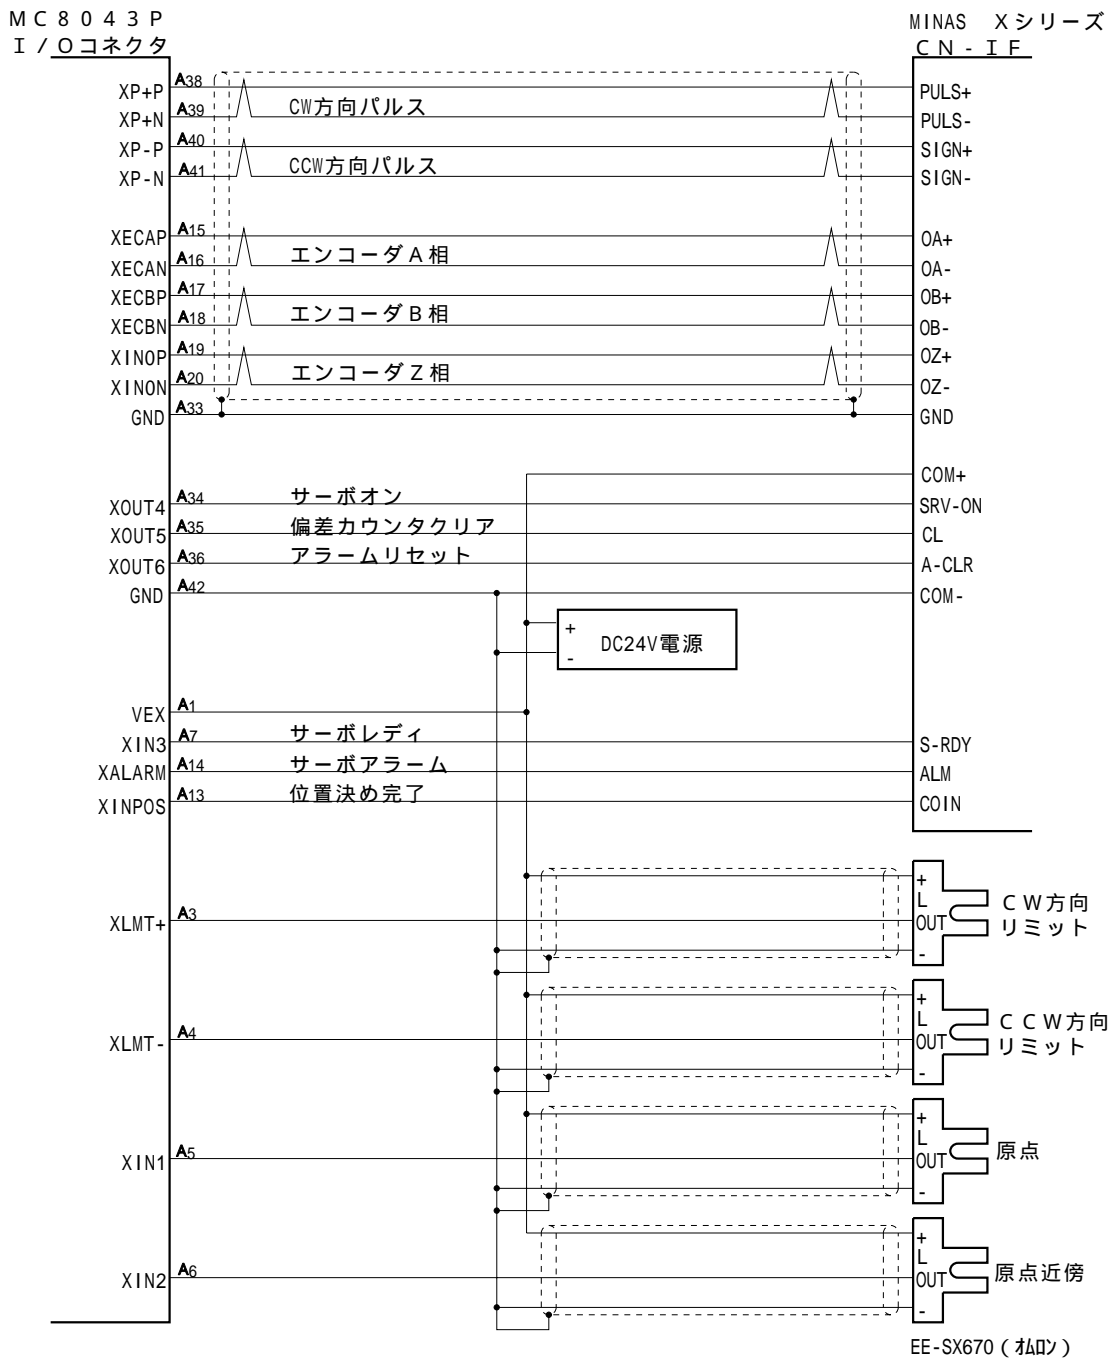 MC8043P
I/Oコネクタ
MINAS Xシリーズ
CN-IF
XP+P A38 PULS+
XP+N A39 CW方向パルス PULS-
XP-P A40 SIGN+
XP-N A41 CCW方向パルス SIGN-
XECAP A15 OA+
XECAN A16 エンコーダA相 OA-
XECBP A17 OB+
XECBN A18 エンコーダB相 OB-
XINOP A19 OZ+
XINON A20 エンコーダZ相 OZ-
GND A33 GND
COM+
XOUT4 A34 サーボオン SRV-ON
XOUT5 A35 偏差カウンタクリア CL
XOUT6 A36 アラームリセット A-CLR
GND A42 COM-
+
DC24V電源
-
VEX A1
XIN3 A7 サーボレディ S-RDY
XALARM A14 サーボアラーム ALM
XINPOS A13 位置決め完了 COIN
+
L CW方向
XLMT+ A3 OUT リミット
-
+
L CCW方向
XLMT- A4 OUT リミット
-
+
L 原点
XIN1 A5 OUT
-
+
L
XIN2 A6 OUT 原点近傍
-
EE-SX670(オムロン)